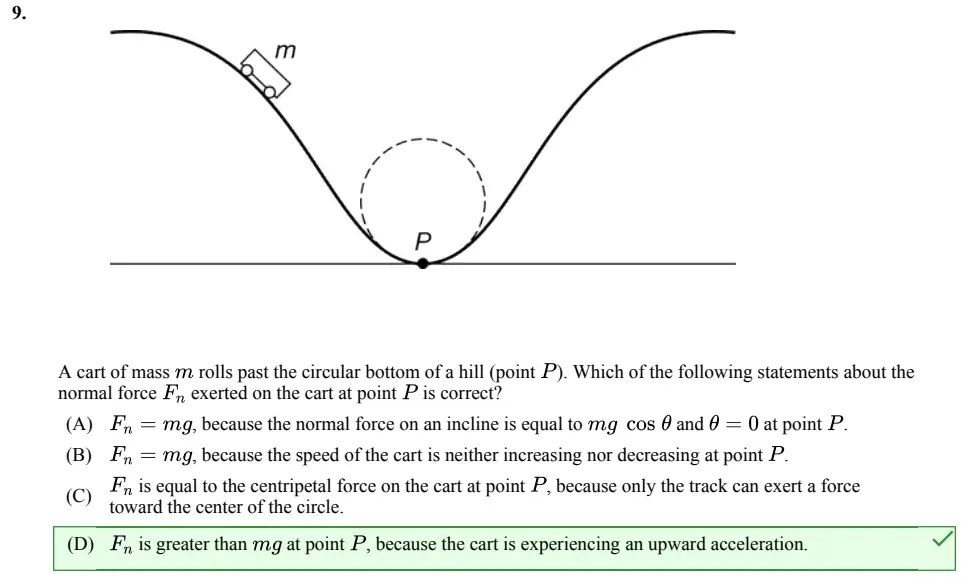 9.
m
P
A cart of mass m rolls past the circular bottom of a hill (point P). Which of the following statements about the
normal force Fₙ exerted on the cart at point P is correct?
(A) Fₙ = mg, because the normal force on an incline is equal to mg cos θ and θ = 0 at point P.
(B) Fₙ = mg, because the speed of the cart is neither increasing nor decreasing at point P.
(C) Fₙ is equal to the centripetal force on the cart at point P, because only the track can exert a force
toward the center of the circle.
(D) Fₙ is greater than mg at point P, because the cart is experiencing an upward acceleration.